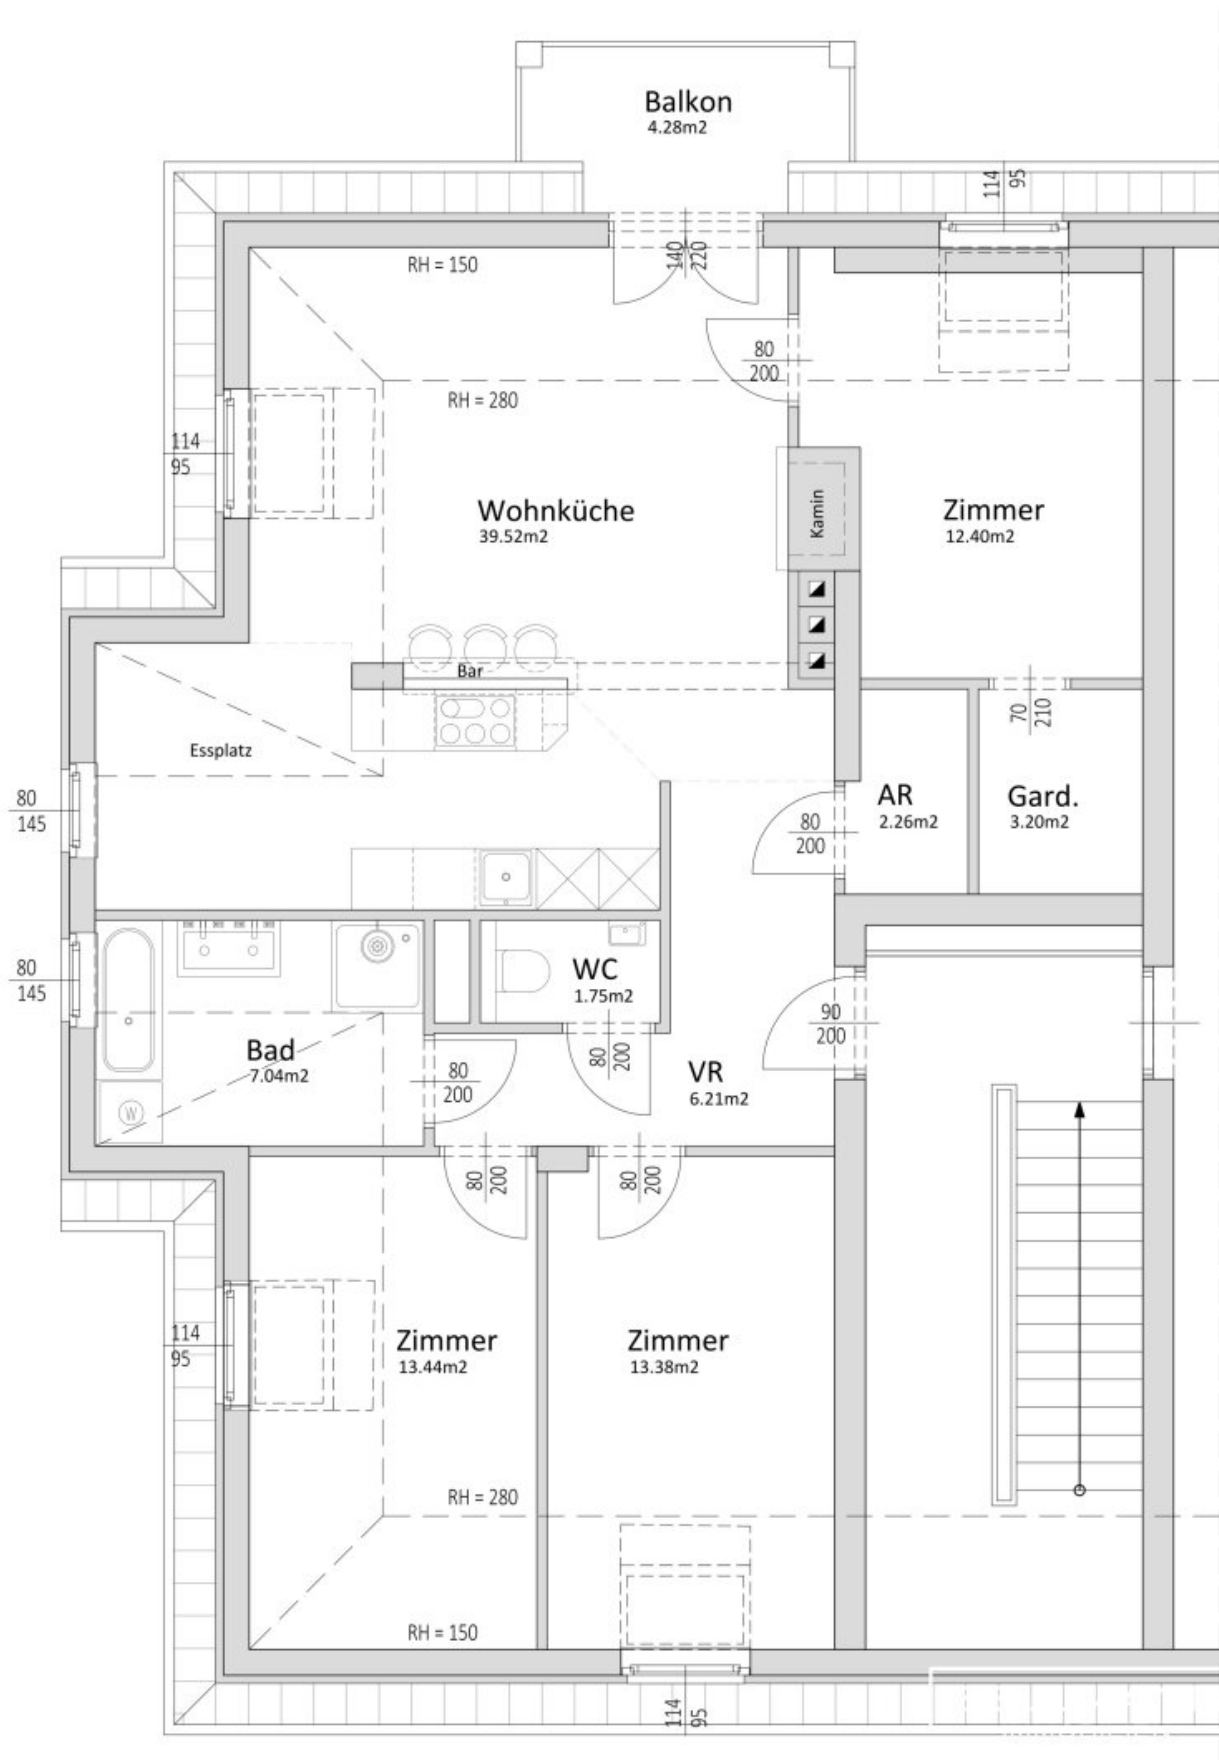 Balkon
4.28m2
114
95
RH = 150
140
220
80
200
RH = 280
114
95
Wohnküche
39.52m2
Kamin
Zimmer
12.40m2
Bar
70
210
Essplatz
80
145
80
200
AR
2.26m2
Gard.
3.20m2
80
145
WC
1.75m2
90
200
Bad
7.04m2
80
200
80
200
VR
6.21m2
W
80
200
80
200
114
95
Zimmer
13.44m2
Zimmer
13.38m2
RH = 280
RH = 150
114
95